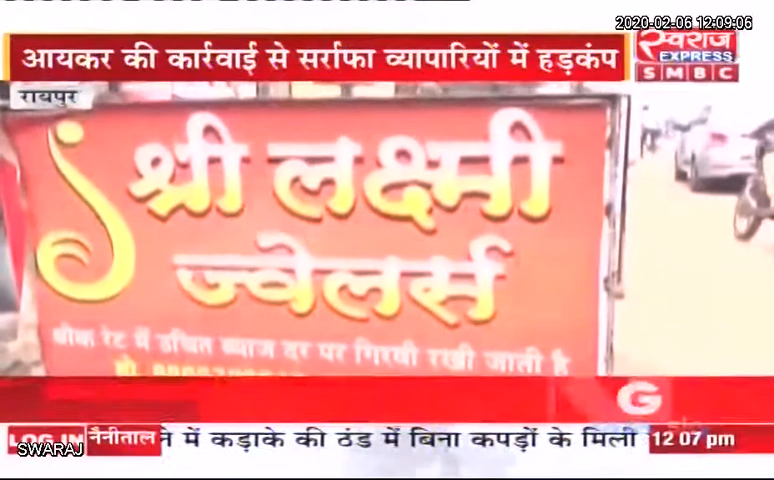 2020-02-06 12:09:06
आयकर की कार्रवाई से सर्राफा व्यापारियों में हड़कंप
स्वराज
EXPRESS
SMBC
रायपुर
श्री लक्ष्मी
ज्वेलर्स
थोक रेट में उचित ब्याज दर पर गिरवी रखी जाती है
मो.
G
LOG IN
SWARAJ
नैनीताल
ने में कड़ाके की ठंड में बिना कपड़ों के मिली
12 07 pm